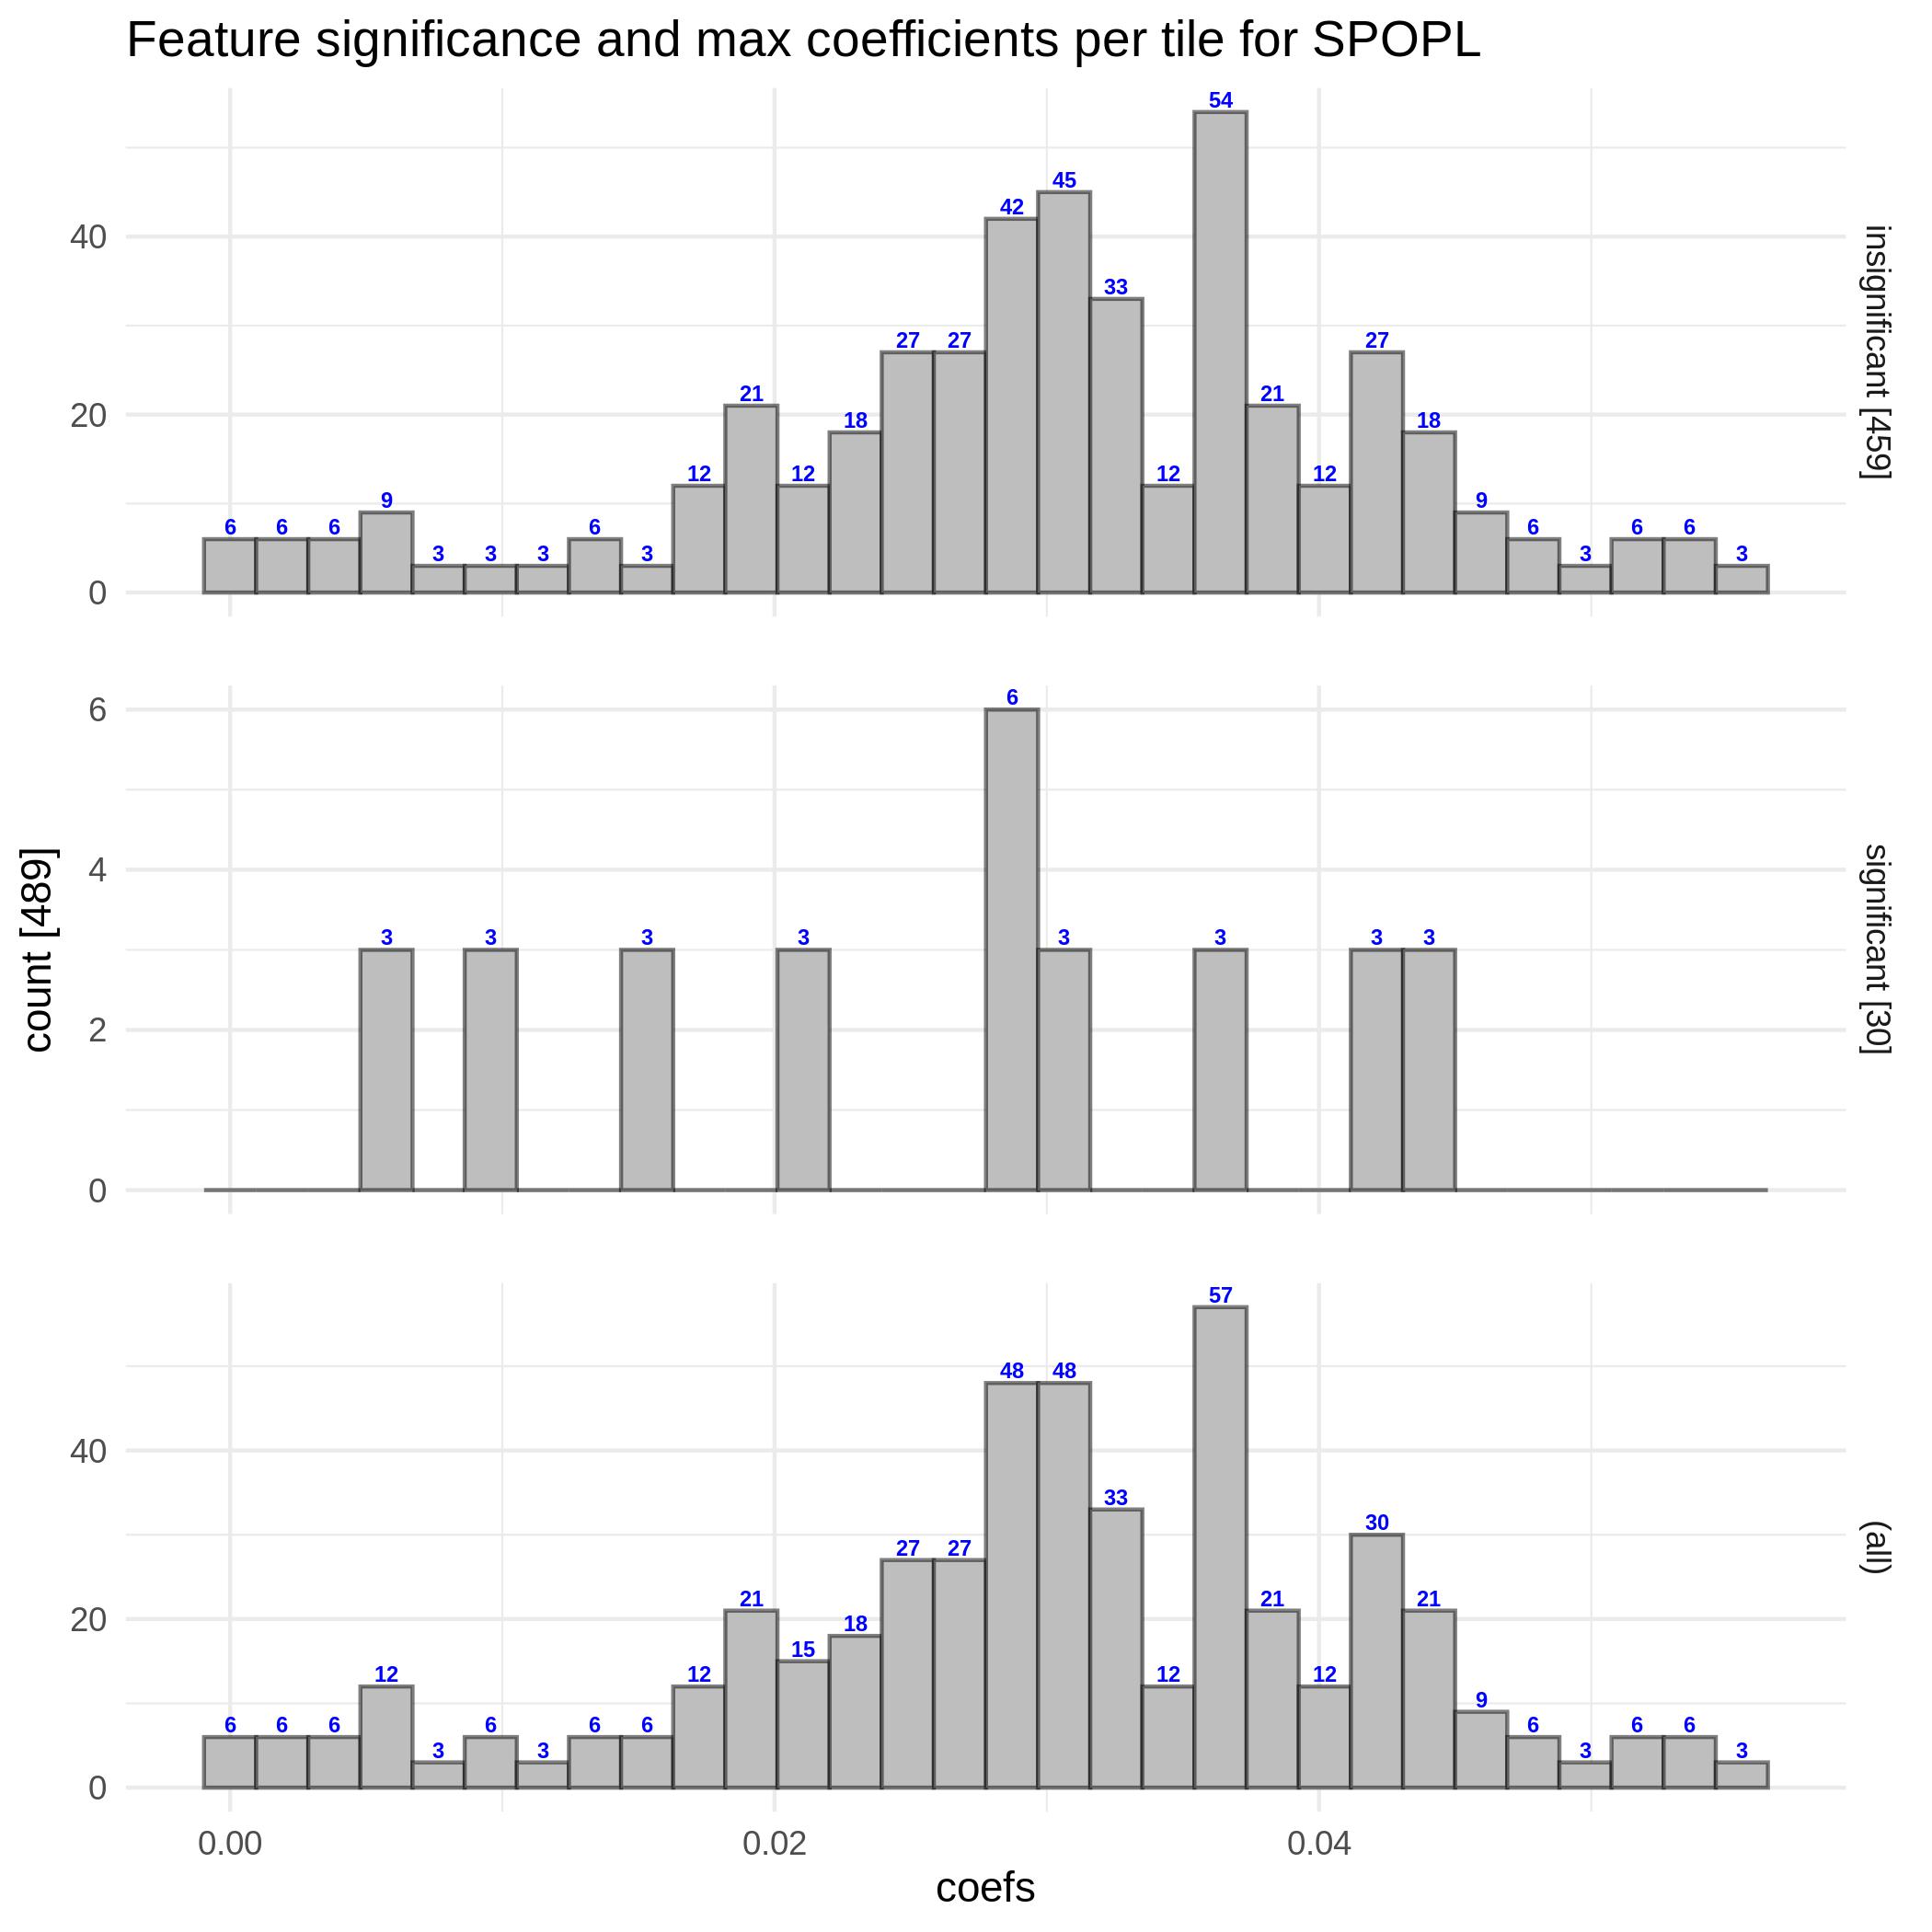 Feature significance and max coefficients per tile for SPOPL
54
45
42
40
33
27 27 27
21 21
20
18 18
12 12 12 12
9 9
6 6 6 6 6 6 6
3 3 3 3 3 3
0
insignificant [459]
6
6
4
3 3 3 3 3 3 3 3
2
0
significant [30]
count [489]
57
48 48
40
33
30
27 27
21 21 21
20
18
15
12 12 12 12
9
6 6 6 6 6 6 6 6 6
3 3 3 3
0
(all)
0.00 0.02 0.04
coefs